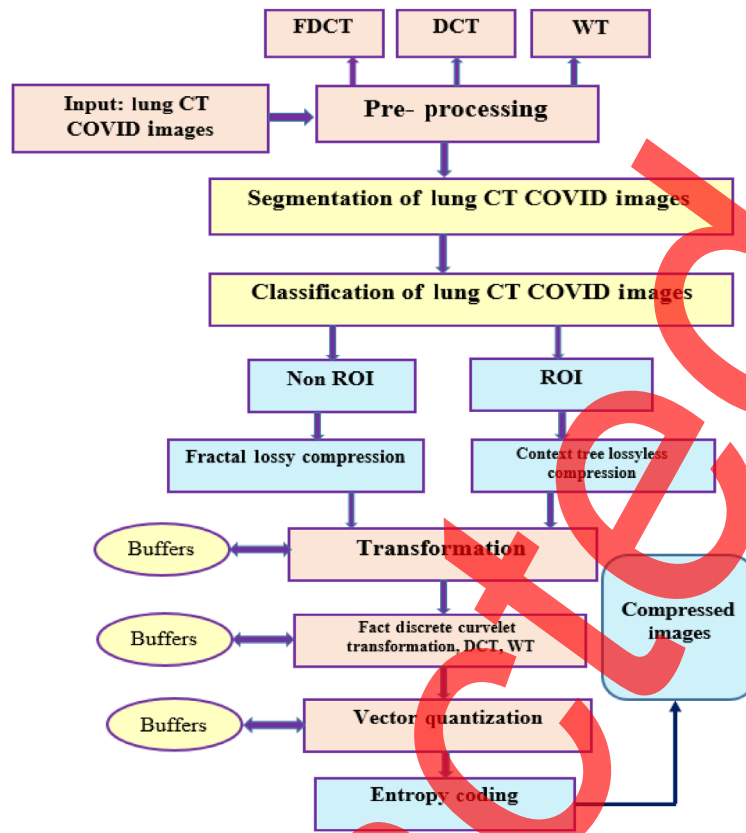 FDCT
DCT
WT
Input: lung CT
COVID images
Pre- processing
Segmentation of lung CT COVID images
Classification of lung CT COVID images
Non ROI
ROI
Fractal lossy compression
Context tree lossyless
compression
Buffers
Transformation
Compressed
images
Buffers
Fact discrete curvelet
transformation, DCT, WT
Buffers
Vector quantization
Entropy coding
cted